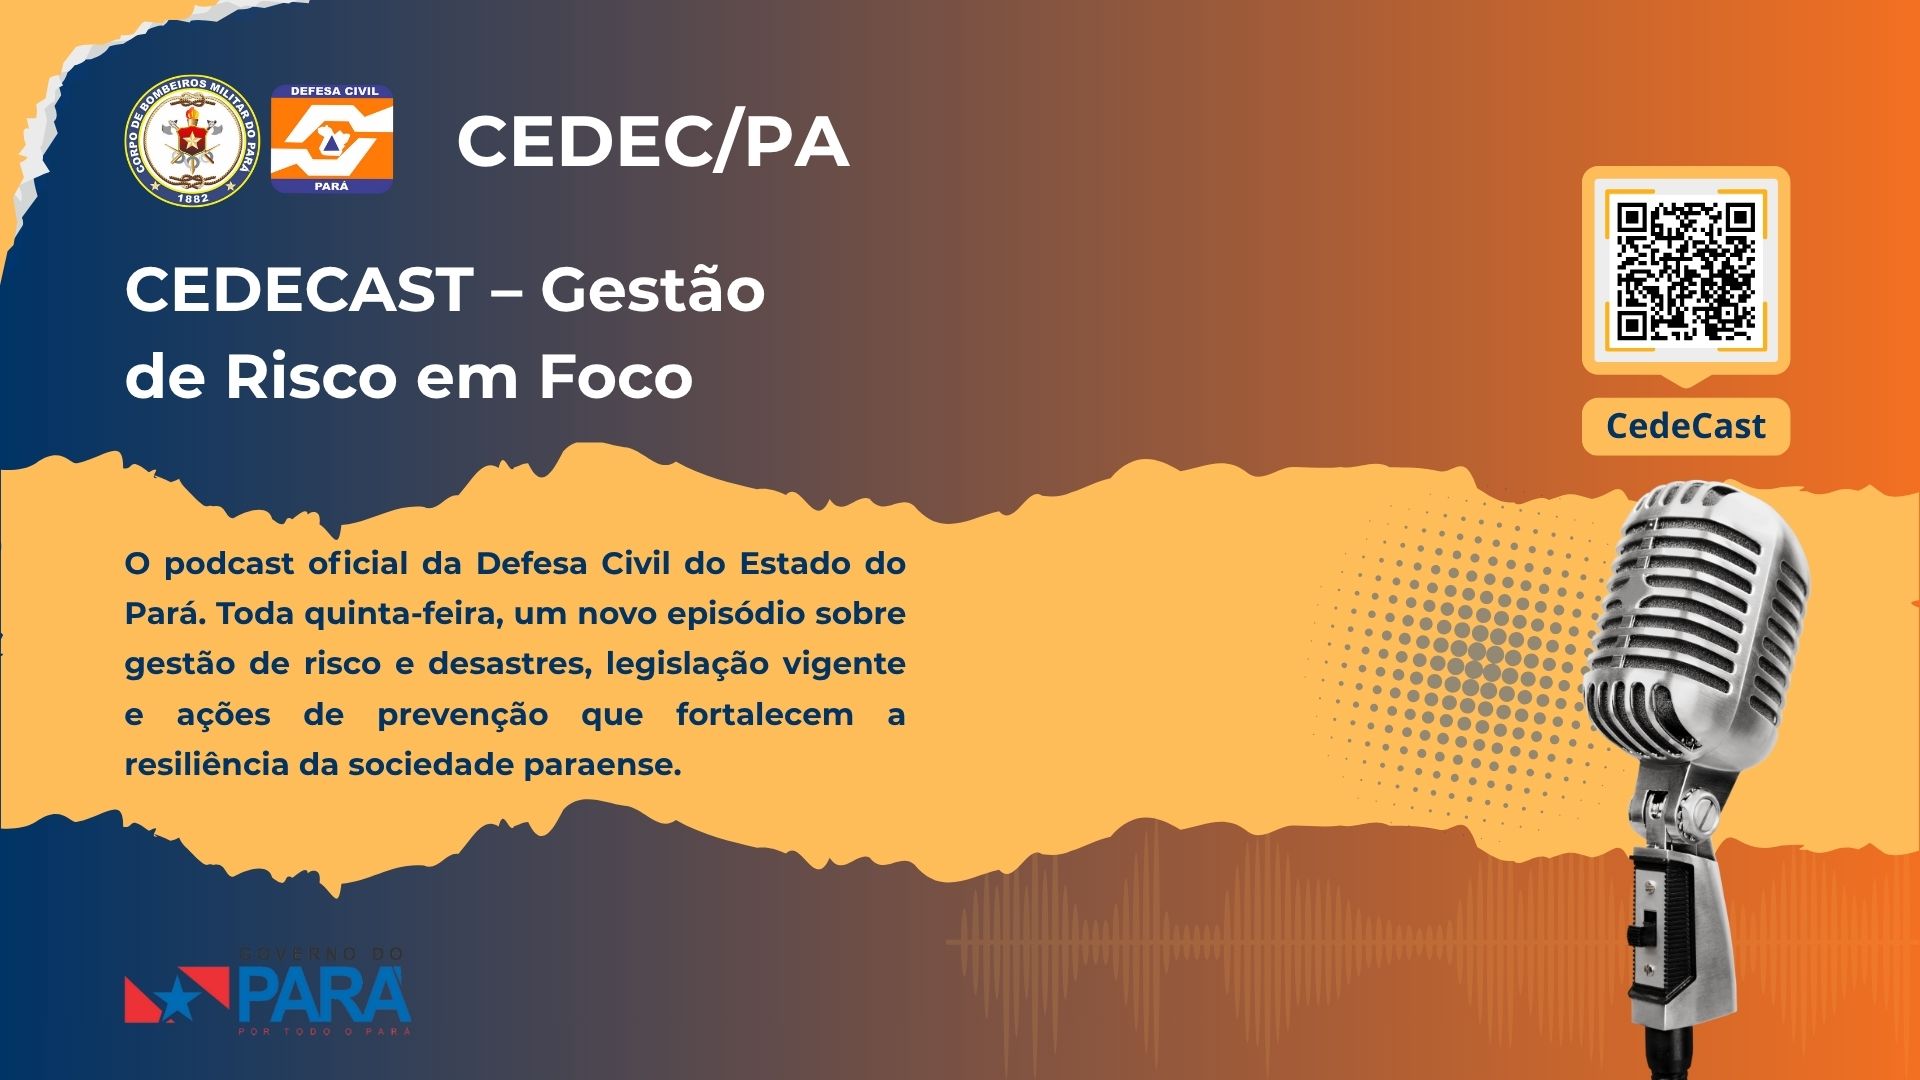 CORPO DE BOMBEIROS MILITAR DO PARÁ
1882
DEFESA CIVIL
PARÁ
CEDEC/PA
CEDECAST – Gestão
de Risco em Foco
CedeCast
O podcast oficial da Defesa Civil do Estado do
Pará. Toda quinta-feira, um novo episódio sobre
gestão de risco e desastres, legislação vigente
e ações de prevenção que fortalecem a
resiliência da sociedade paraense.
GOVERNO DO
PARÁ
POR TODO O PARÁ